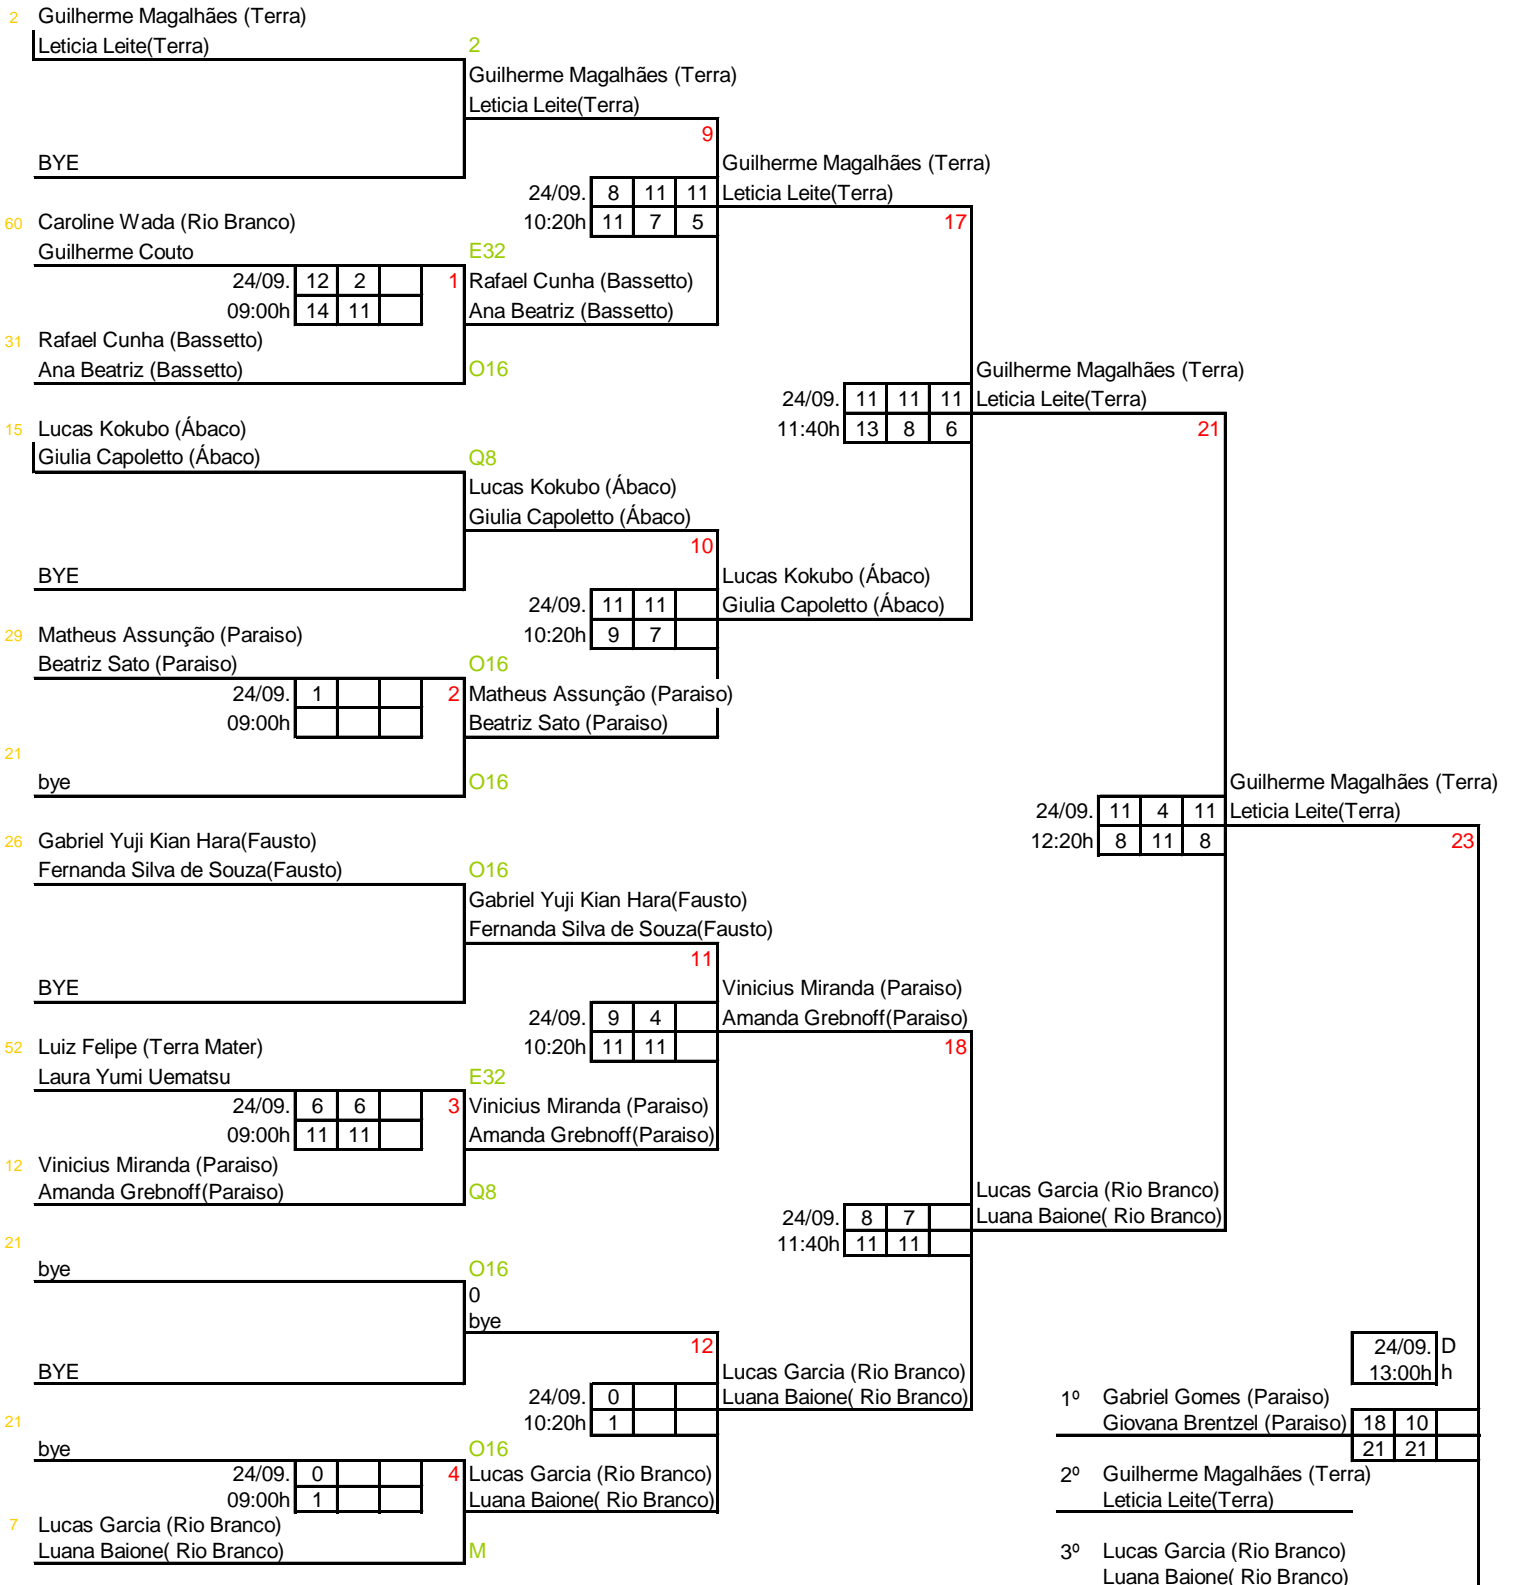 2 Guilherme Magalhães (Terra)
Leticia Leite(Terra) 2
Guilherme Magalhães (Terra)
Leticia Leite(Terra)
9
BYE Guilherme Magalhães (Terra)
24/09. 8 11 11 Leticia Leite(Terra)
60 Caroline Wada (Rio Branco) 10:20h 11 7 5 17
Guilherme Couto E32
24/09. 12 2 1 Rafael Cunha (Bassetto)
09:00h 14 11 Ana Beatriz (Bassetto)
31 Rafael Cunha (Bassetto)
Ana Beatriz (Bassetto) O16 Guilherme Magalhães (Terra)
24/09. 11 11 11 Leticia Leite(Terra)
15 Lucas Kokubo (Ábaco) 11:40h 13 8 6 21
Giulia Capoletto (Ábaco) Q8
Lucas Kokubo (Ábaco)
Giulia Capoletto (Ábaco)
10
BYE Lucas Kokubo (Ábaco)
24/09. 11 11 Giulia Capoletto (Ábaco)
29 Matheus Assunção (Paraiso) 10:20h 9 7
Beatriz Sato (Paraiso) O16
24/09. 1 2 Matheus Assunção (Paraiso)
09:00h Beatriz Sato (Paraiso)
21
bye O16 Guilherme Magalhães (Terra)
24/09. 11 4 11 Leticia Leite(Terra)
26 Gabriel Yuji Kian Hara(Fausto) 12:20h 8 11 8 23
Fernanda Silva de Souza(Fausto) O16
Gabriel Yuji Kian Hara(Fausto)
Fernanda Silva de Souza(Fausto)
11
BYE Vinicius Miranda (Paraiso)
24/09. 9 4 Amanda Grebnoff(Paraiso)
52 Luiz Felipe (Terra Mater) 10:20h 11 11 18
Laura Yumi Uematsu E32
24/09. 6 6 3 Vinicius Miranda (Paraiso)
09:00h 11 11 Amanda Grebnoff(Paraiso)
12 Vinicius Miranda (Paraiso)
Amanda Grebnoff(Paraiso) Q8 Lucas Garcia (Rio Branco)
24/09. 8 7 Luana Baione( Rio Branco)
21 11:40h 11 11
bye O16
0
bye
12 24/09. D
BYE Lucas Garcia (Rio Branco) 13:00h h
24/09. 0 Luana Baione( Rio Branco) 1º Gabriel Gomes (Paraiso)
21 10:20h 1 Giovana Brentzel (Paraiso) 18 10
bye O16 21 21
24/09. 0 4 Lucas Garcia (Rio Branco) 2º Guilherme Magalhães (Terra)
09:00h 1 Luana Baione( Rio Branco) Leticia Leite(Terra)
7 Lucas Garcia (Rio Branco)
Luana Baione( Rio Branco) M 3º Lucas Garcia (Rio Branco)
Luana Baione( Rio Branco)